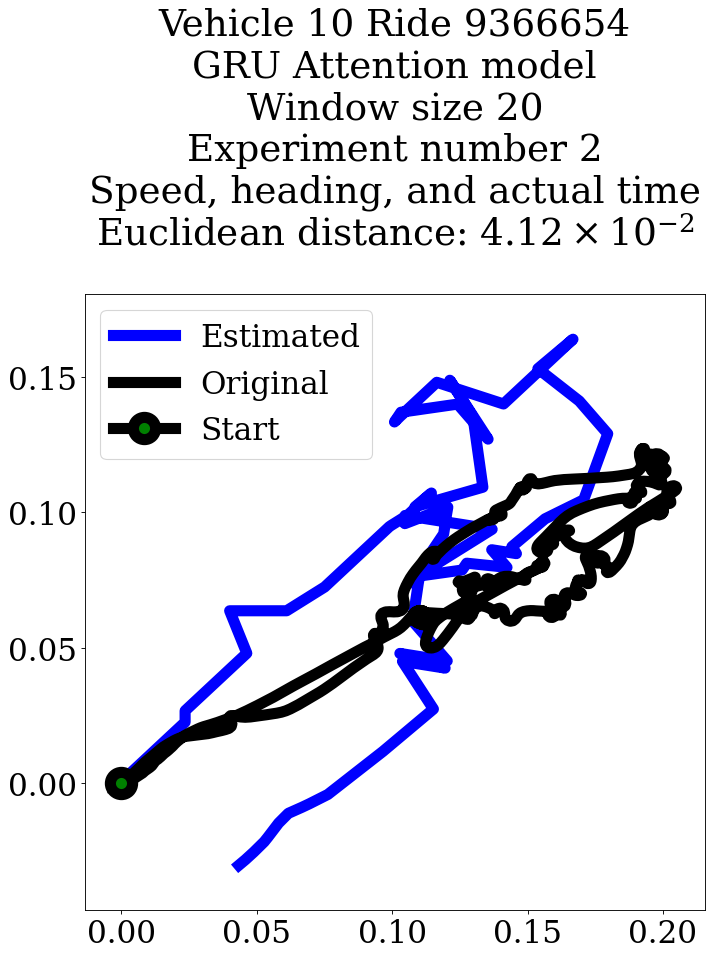 Vehicle 10 Ride 9366654
GRU Attention model
Window size 20
Experiment number 2
Speed, heading, and actual time
Euclidean distance: 4.12 × 10⁻²
Estimated
Original
Start
0.15
0.10
0.05
0.00
0.00 0.05 0.10 0.15 0.20